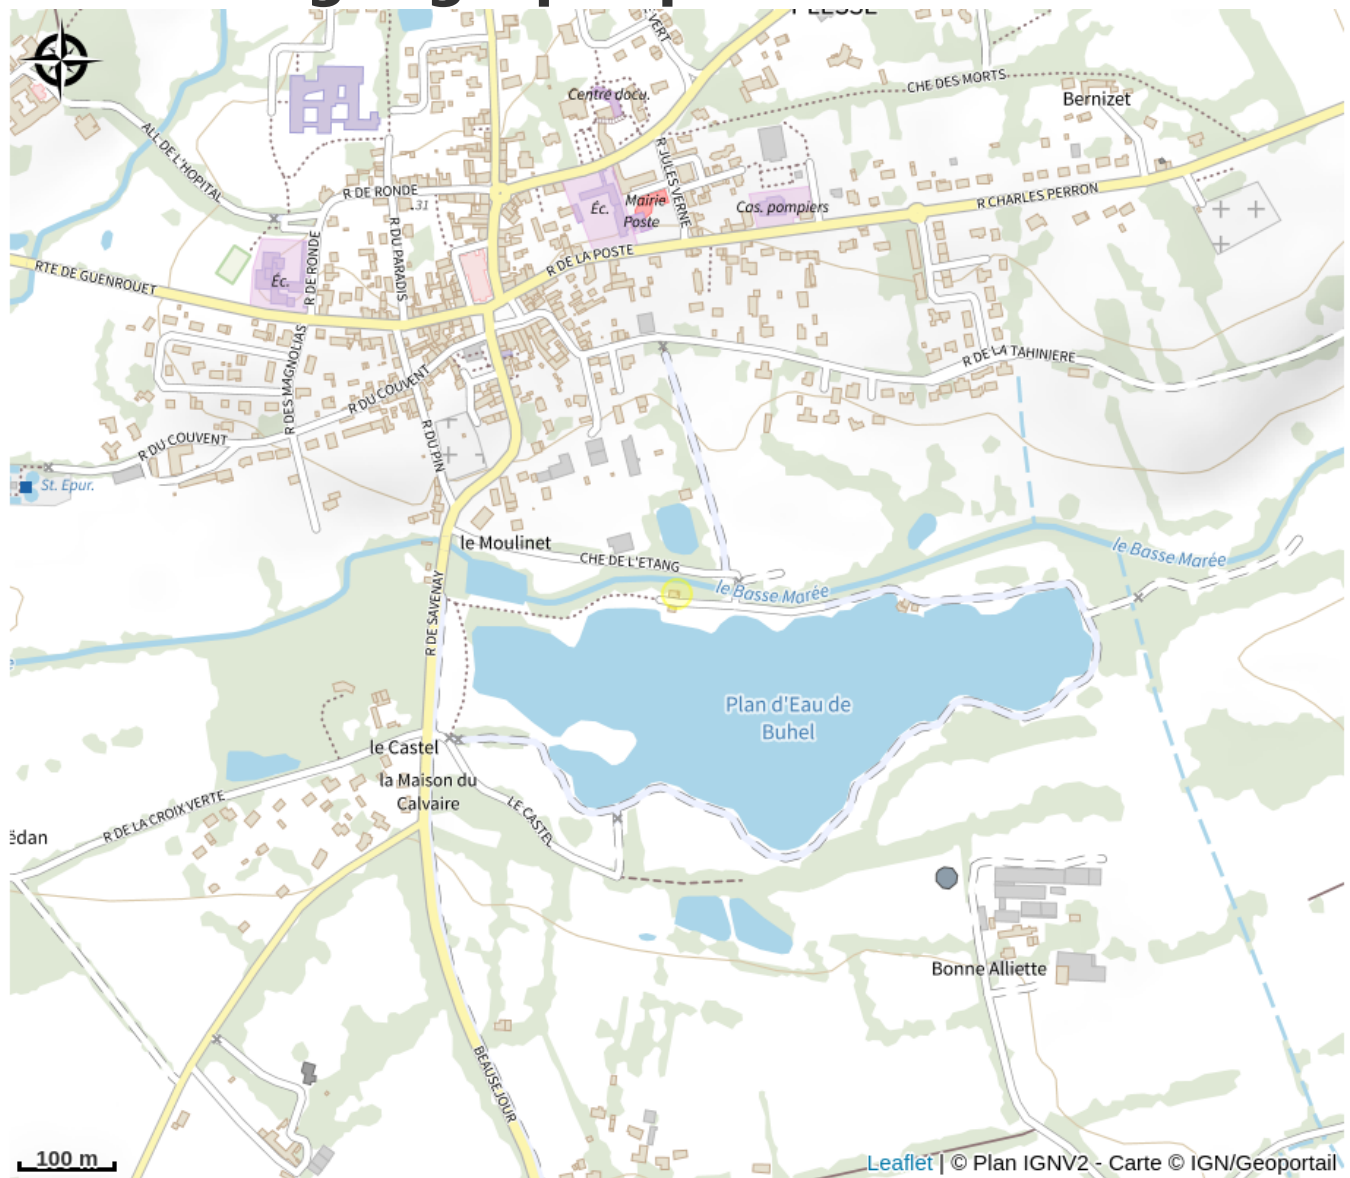 PLESSÉ
R VERT
Centre docu.
CHE DES MORTS
Bernizet
ALL DE L'HOPITAL
R DE RONDE
31
R DU PARADIS
R JULES VERNE
Éc.
Mairie
Poste
Cas. pompiers
R CHARLES PERRON
RTE DE GUENROUET
Éc.
R DE RONDE
R DE LA POSTE
R DES MAGNOLIAS
R DE LA TAHINIERE
R DU COUVENT
R DU COUVENT
R DU PIN
St. Epur.
le Moulinet
CHE DE L'ETANG
le Basse Marée
le Basse Marée
R DE SAVENAY
Plan d'Eau de
Buhel
le Castel
la Maison du
Calvaire
R DE LA CROIX VERTE
LE CASTEL
ëdan
Bonne Alliette
BEAUSEJOUR
100 m
Leaflet | © Plan IGNV2 - Carte © IGN/Geoportail